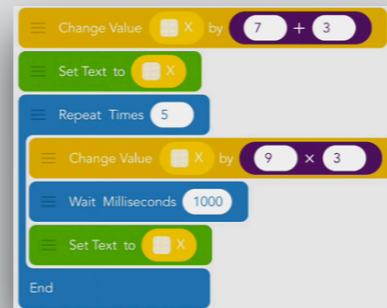 Change Value X by 7 + 3
Set Text to X
Repeat Times 5
Change Value X by 9 × 3
Wait Milliseconds 1000
Set Text to X
End